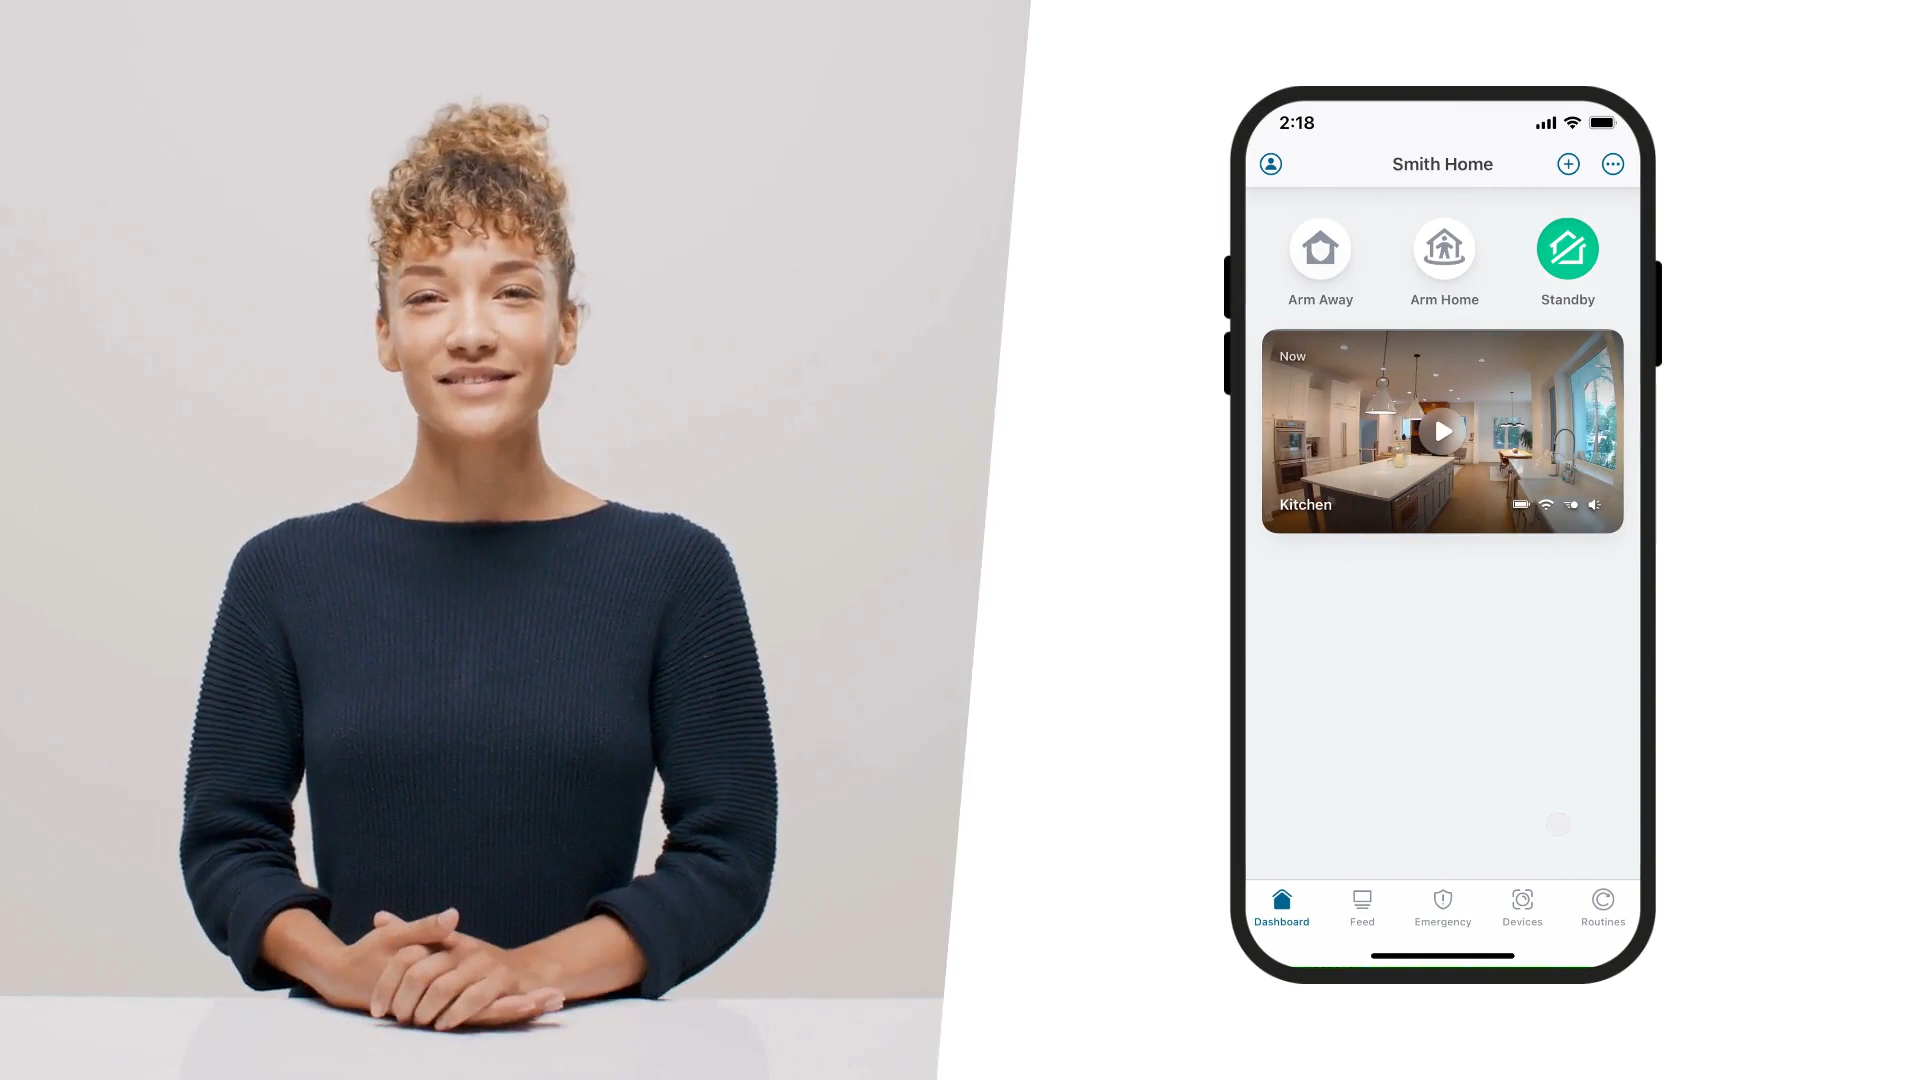 2:18
Smith Home
Arm Away
Arm Home
Standby
Now
Kitchen
Dashboard
Feed
Emergency
Devices
Routines